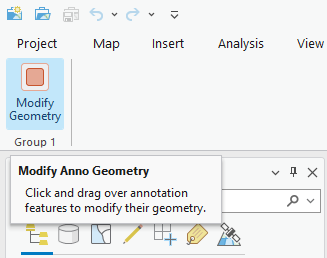 Project Map Insert Analysis View
Modify
Geometry
Group 1
Modify Anno Geometry
Click and drag over annotation
features to modify their geometry.